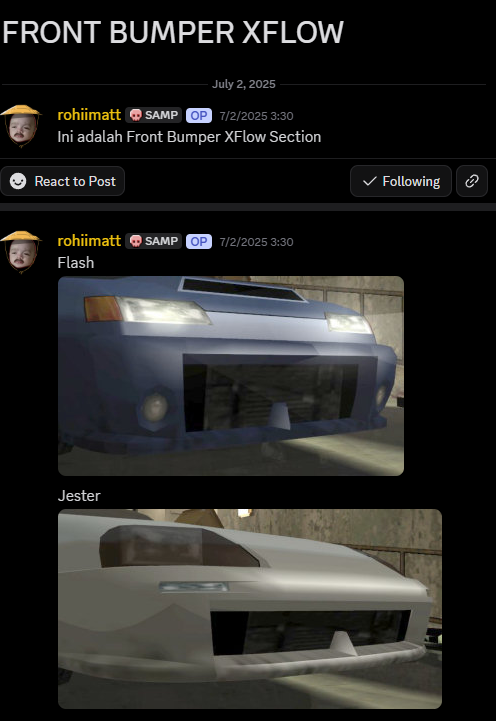 FRONT BUMPER XFLOW
July 2, 2025
rohiimatt SAMP OP 7/2/2025 3:30
Ini adalah Front Bumper XFlow Section
React to Post
Following
rohiimatt SAMP OP 7/2/2025 3:30
Flash
Jester